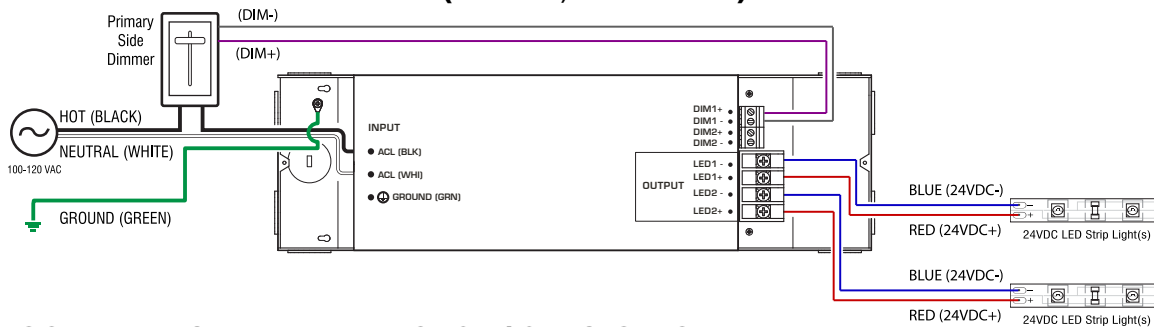 Primary
Side
Dimmer
(DIM-)
(DIM+)
HOT (BLACK)
NEUTRAL (WHITE)
100-120 VAC
GROUND (GREEN)
INPUT
ACL (BLK)
ACL (WHI)
GROUND (GRN)
DIM1+
DIM1 -
DIM2+
DIM2 -
OUTPUT
LED1 -
LED1+
LED2 -
LED2+
BLUE (24VDC-)
RED (24VDC+)
- 
+
24VDC LED Strip Light(s)
BLUE (24VDC-)
RED (24VDC+)
-
+
24VDC LED Strip Light(s)